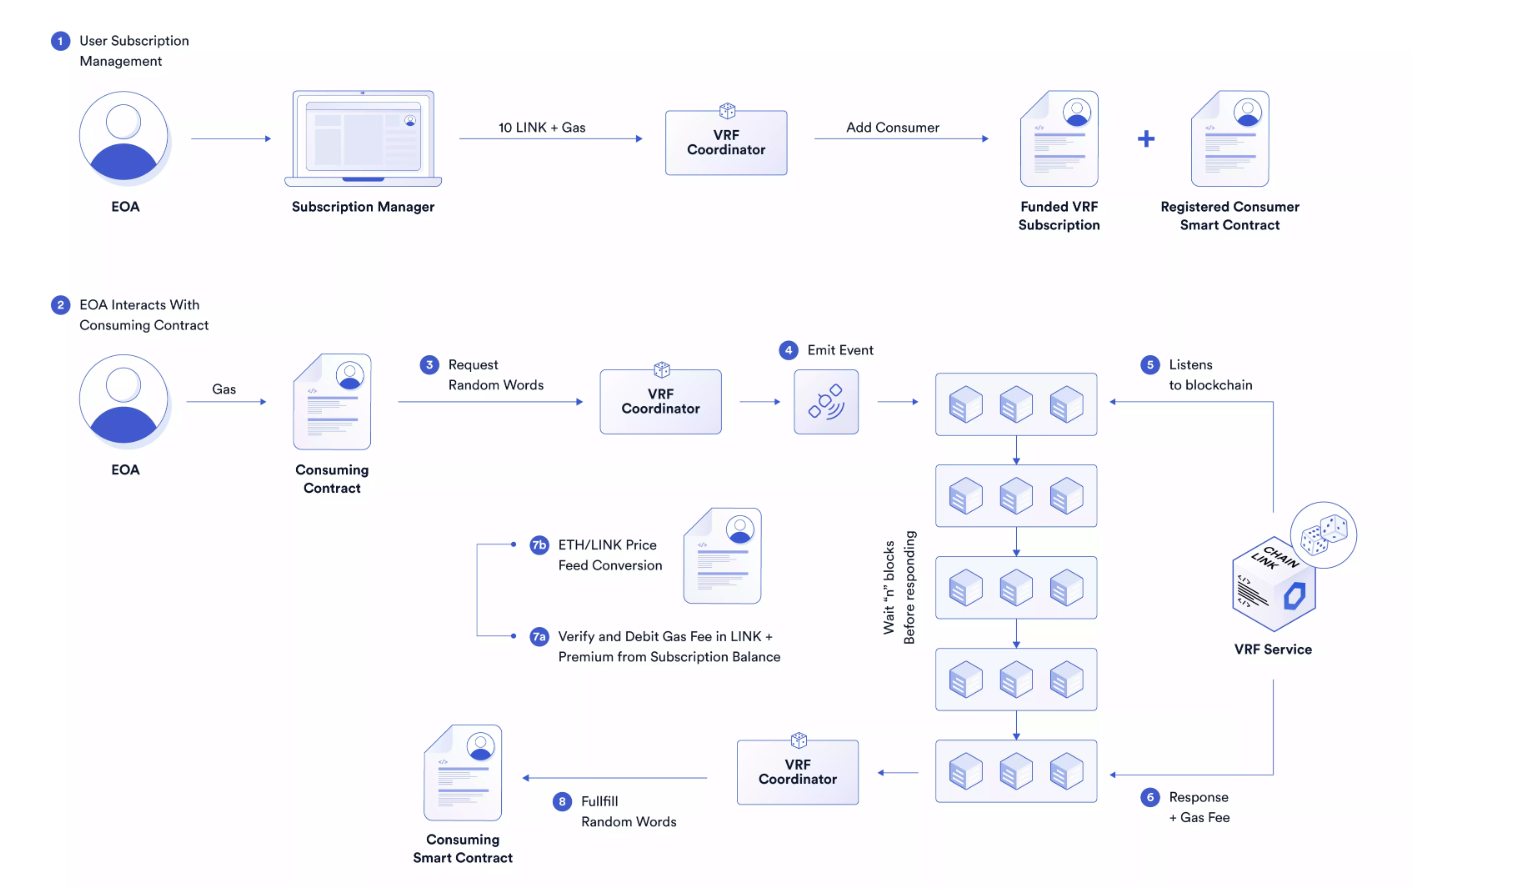 1 User Subscription
Management
10 LINK + Gas
VRF
Coordinator
Add Consumer
EOA
Subscription Manager
Funded VRF
Subscription
+
Registered Consumer
Smart Contract
2 EOA Interacts With
Consuming Contract
Gas
EOA
Consuming
Contract
3 Request
Random Words
VRF
Coordinator
4 Emit Event
5 Listens
to blockchain
7b ETH/LINK Price
Feed Conversion
7a Verify and Debit Gas Fee in LINK +
Premium from Subscription Balance
Wait “n” blocks
Before responding
CHAIN
LINK
VRF Service
VRF
Coordinator
6 Response
+ Gas Fee
8 Fullfill
Random Words
Consuming
Smart Contract